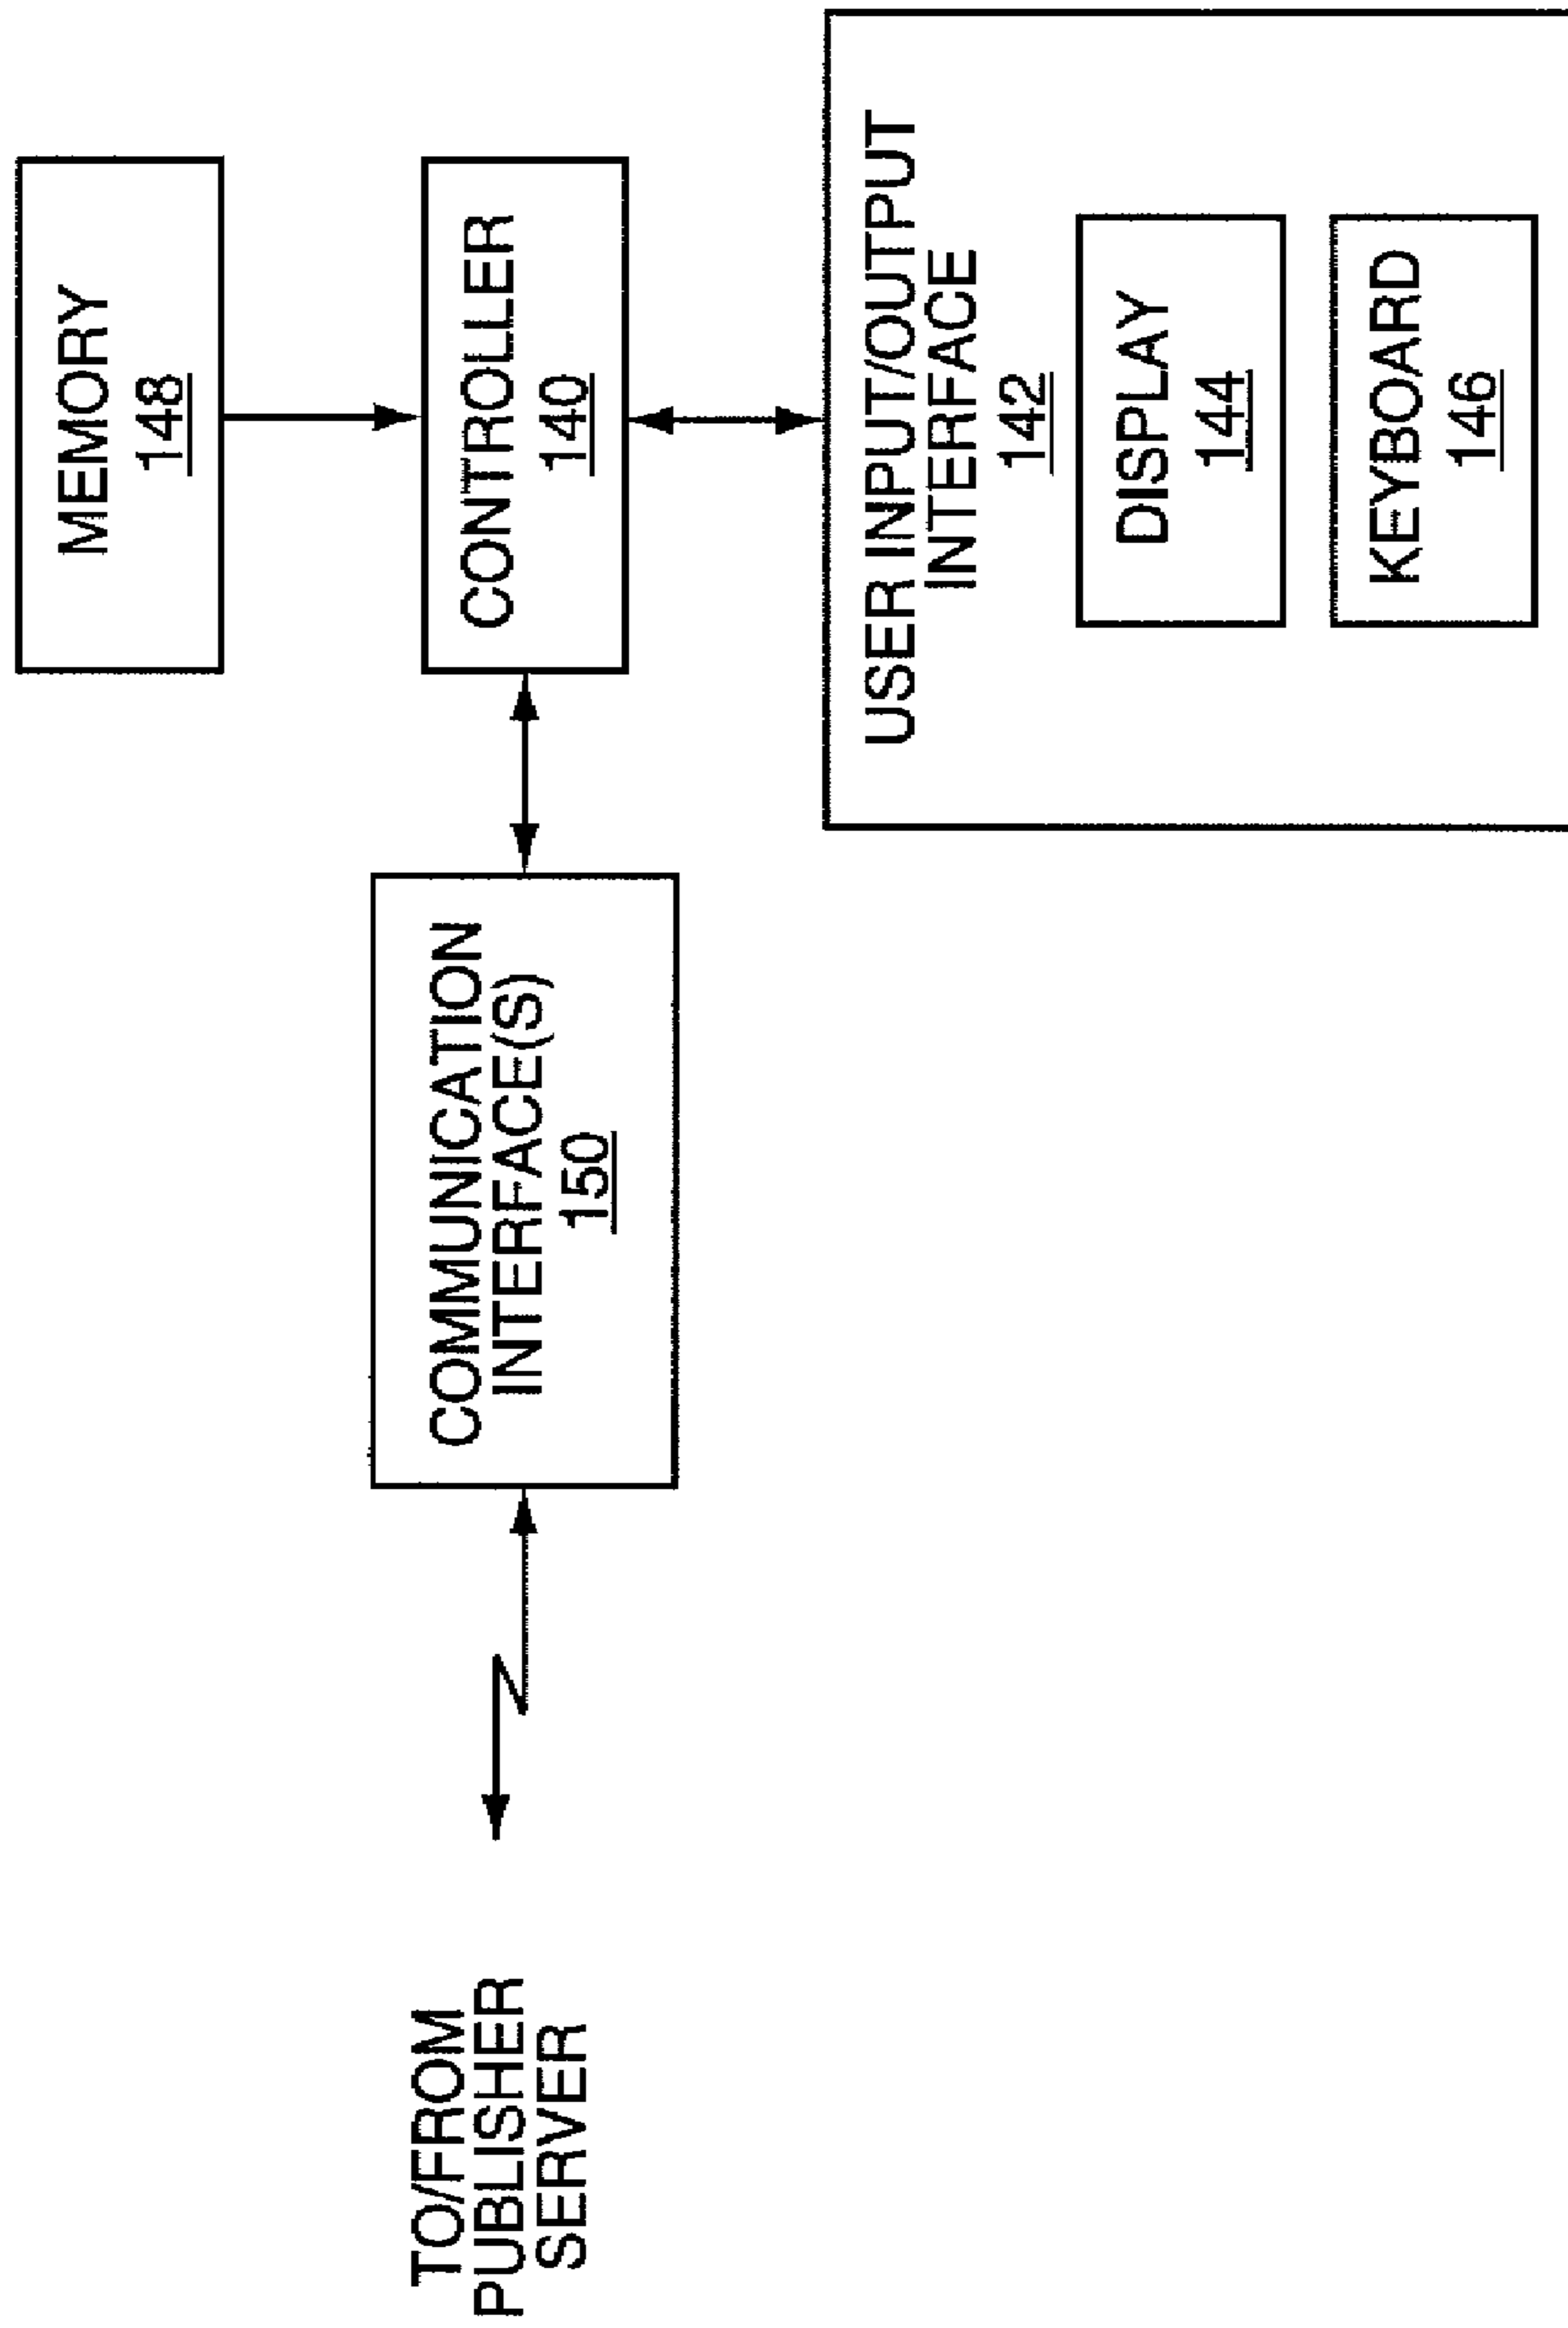 TO/FROM
PUBLISHER
SERVER
COMMUNICATION
INTERFACE(S)
150
MEMORY
148
CONTROLLER
140
USER INPUT/OUTPUT
INTERFACE
142
DISPLAY
144
KEYBOARD
146